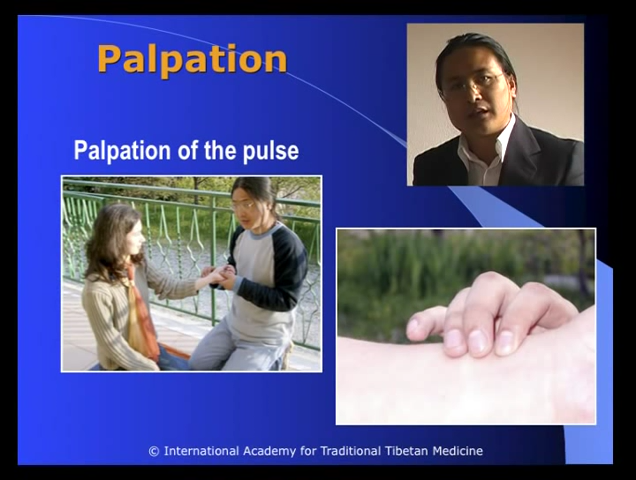 Palpation
Palpation of the pulse
© International Academy for Traditional Tibetan Medicine